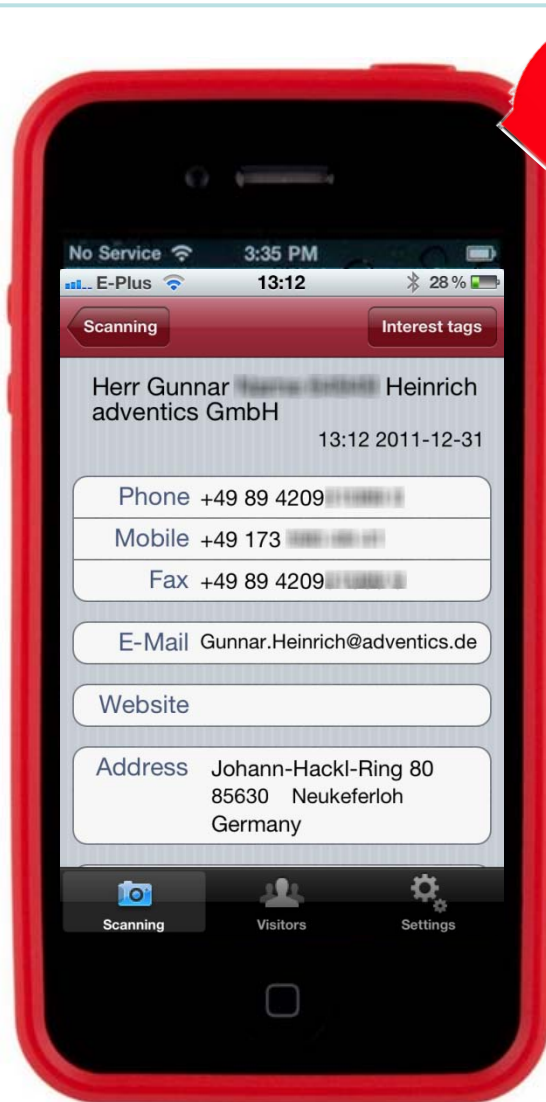 No Service 3:35 PM
E-Plus 13:12 28 %
Scanning Interest tags
Herr Gunnar Heinrich
adventics GmbH
13:12 2011-12-31
Phone +49 89 4209
Mobile +49 173
Fax +49 89 4209
E-Mail Gunnar.Heinrich@adventics.de
Website
Address Johann-Hackl-Ring 80
85630 Neukeferloh
Germany
Scanning Visitors Settings